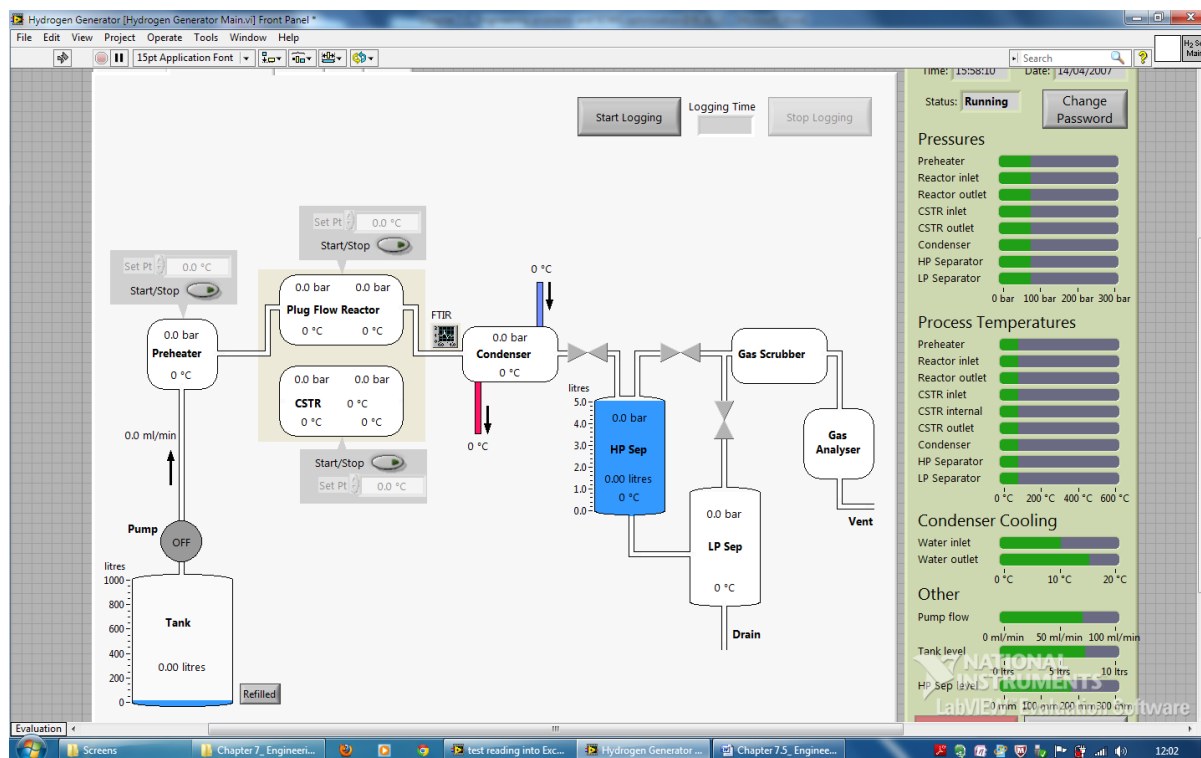 Hydrogen Generator [Hydrogen Generator Main.vi] Front Panel *
File Edit View Project Operate Tools Window Help
15pt Application Font
Search
H2 Se
Main
Time: 15:58:10 Date: 14/04/2007
Status: Running
Change
Password
Start Logging
Logging Time
Stop Logging
Pressures
Preheater
Reactor inlet
Reactor outlet
CSTR inlet
CSTR outlet
Condenser
HP Separator
LP Separator
0 bar 100 bar 200 bar 300 bar
Process Temperatures
Preheater
Reactor inlet
Reactor outlet
CSTR inlet
CSTR internal
CSTR outlet
Condenser
HP Separator
LP Separator
0 °C 200 °C 400 °C 600 °C
Condenser Cooling
Water inlet
Water outlet
0 °C 10 °C 20 °C
Other
Pump flow
0 ml/min 50 ml/min 100 ml/min
Tank level
0 ltrs 5 ltrs 10 ltrs
HP Sep level
0 mm 100 mm 200 mm 300 mm
NATIONAL
INSTRUMENTS
LabVIEW Evaluation Software
Set Pt 0.0 °C
Start/Stop
Set Pt 0.0 °C
Start/Stop
0.0 bar 0.0 bar
Plug Flow Reactor
0 °C 0 °C
0.0 bar
Preheater
0 °C
0.0 bar 0.0 bar
CSTR 0 °C
0 °C 0 °C
Start/Stop
Set Pt 0.0 °C
FTIR
0 °C
0.0 bar
Condenser
0 °C
0 °C
Gas Scrubber
litres
5.0
4.0
3.0
2.0
1.0
0.0
0.0 bar
HP Sep
0.00 litres
0 °C
Gas
Analyser
Vent
0.0 bar
LP Sep
0 °C
Drain
0.0 ml/min
Pump
OFF
litres
1000
800
600
400
200
0
Tank
0.00 litres
Refilled
Evaluation
Screens
Chapter 7_ Engineeri...
test reading into Exc...
Hydrogen Generator ...
Chapter 7.5_ Enginee...
12:02